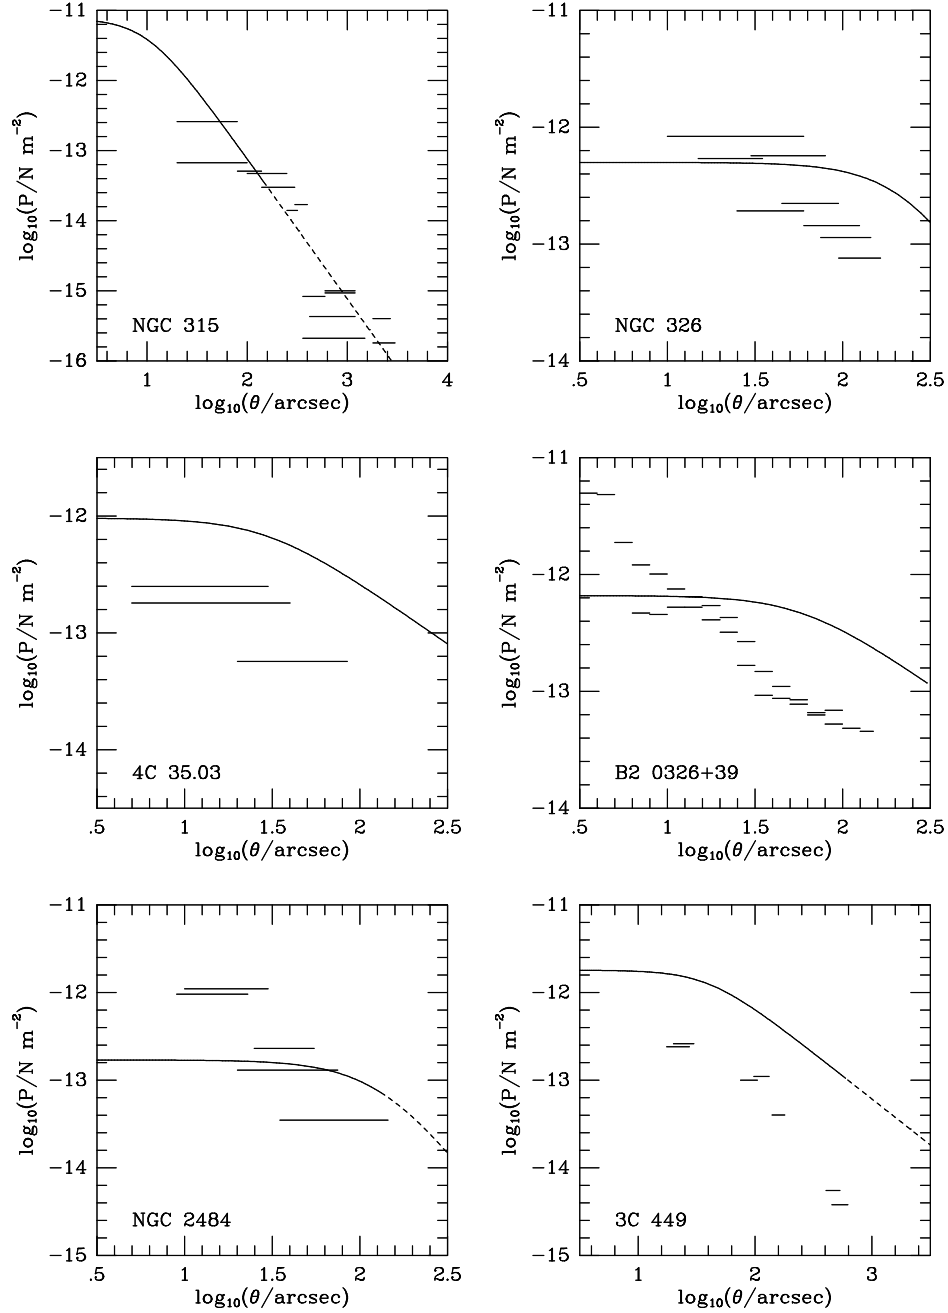 −11
−12
−13
−14
−15
−16
1 2 3 4
log10(P/N m−2)
log10(θ/arcsec)
NGC 315
−11
−12
−13
−14
.5 1 1.5 2 2.5
log10(P/N m−2)
log10(θ/arcsec)
NGC 326
−12
−13
−14
.5 1 1.5 2 2.5
log10(P/N m−2)
log10(θ/arcsec)
4C 35.03
−11
−12
−13
−14
.5 1 1.5 2 2.5
log10(P/N m−2)
log10(θ/arcsec)
B2 0326+39
−11
−12
−13
−14
−15
.5 1 1.5 2 2.5
log10(P/N m−2)
log10(θ/arcsec)
NGC 2484
−11
−12
−13
−14
−15
1 2 3
log10(P/N m−2)
log10(θ/arcsec)
3C 449